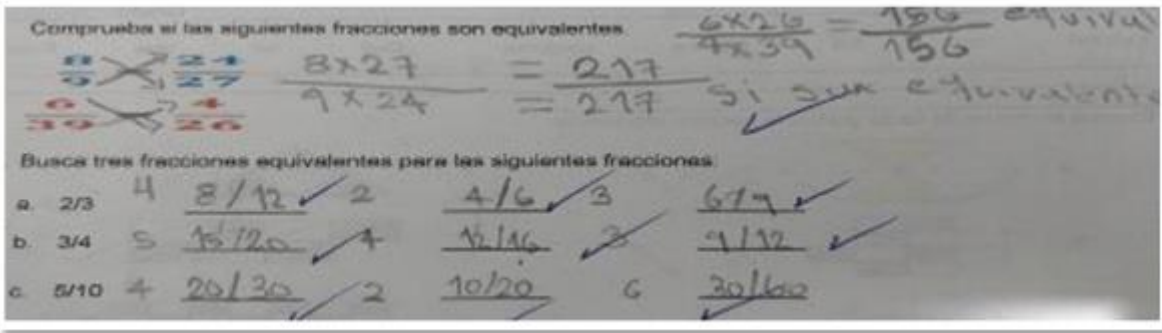 Comprueba si las siguientes fracciones son equivalentes. 6x26 = 156 equival
4x39 156
8 24 8x27 = 217
9 27 9x24 = 217 si son equivalente
6 4
39 26
Busca tres fracciones equivalentes para las siguientes fracciones:
a. 2/3 4 8/12 2 4/6 3 6/9
b. 3/4 5 15/20 4 12/16 3 9/12
c. 5/10 4 20/30 2 10/20 6 30/60